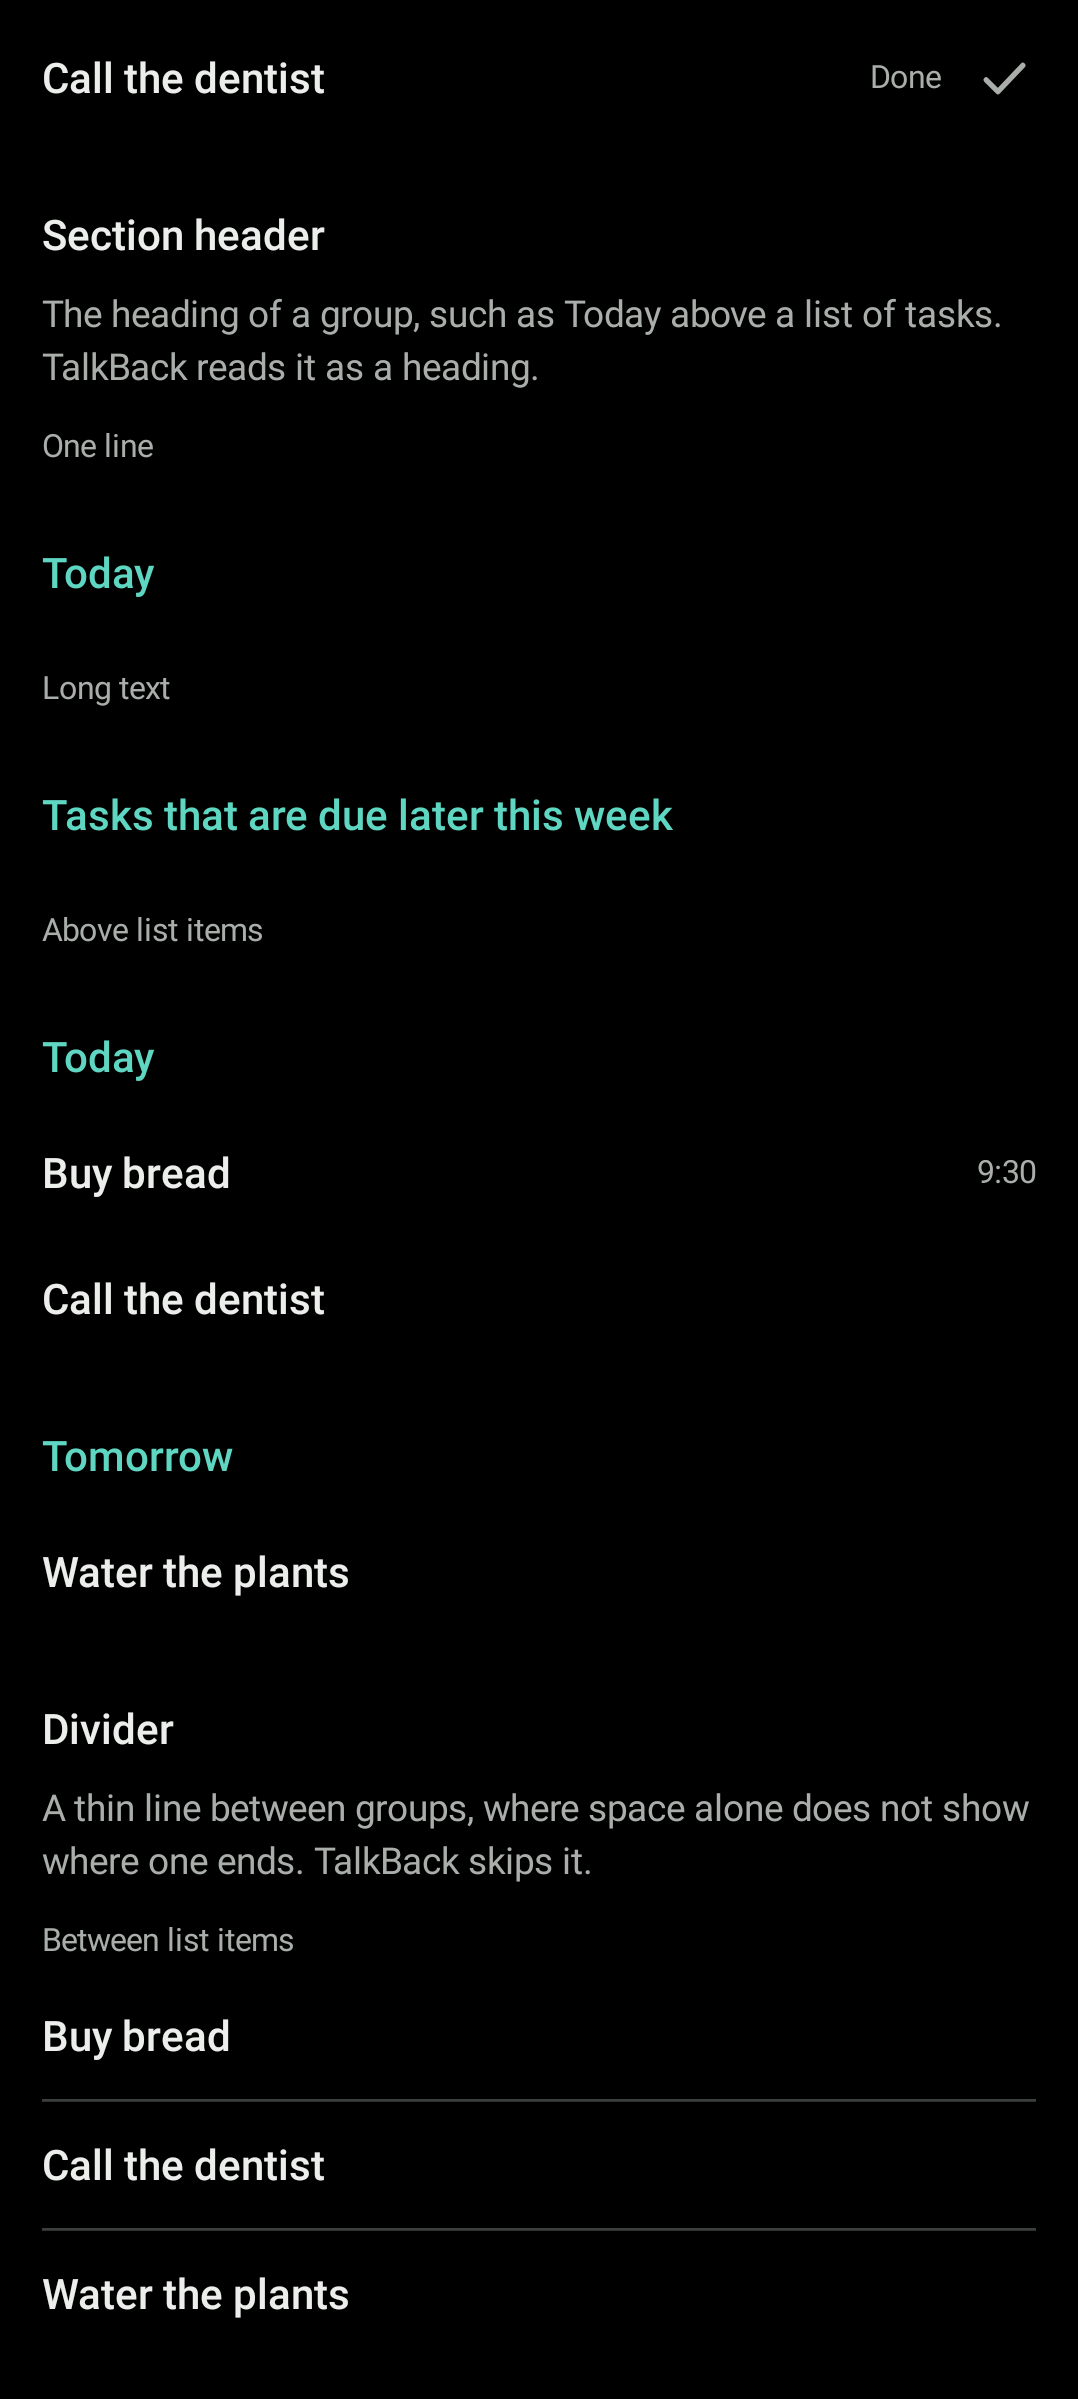 Call the dentist
Done
Section header
The heading of a group, such as Today above a list of tasks.
TalkBack reads it as a heading.
One line
Today
Long text
Tasks that are due later this week
Above list items
Today
Buy bread
9:30
Call the dentist
Tomorrow
Water the plants
Divider
A thin line between groups, where space alone does not show
where one ends. TalkBack skips it.
Between list items
Buy bread
Call the dentist
Water the plants